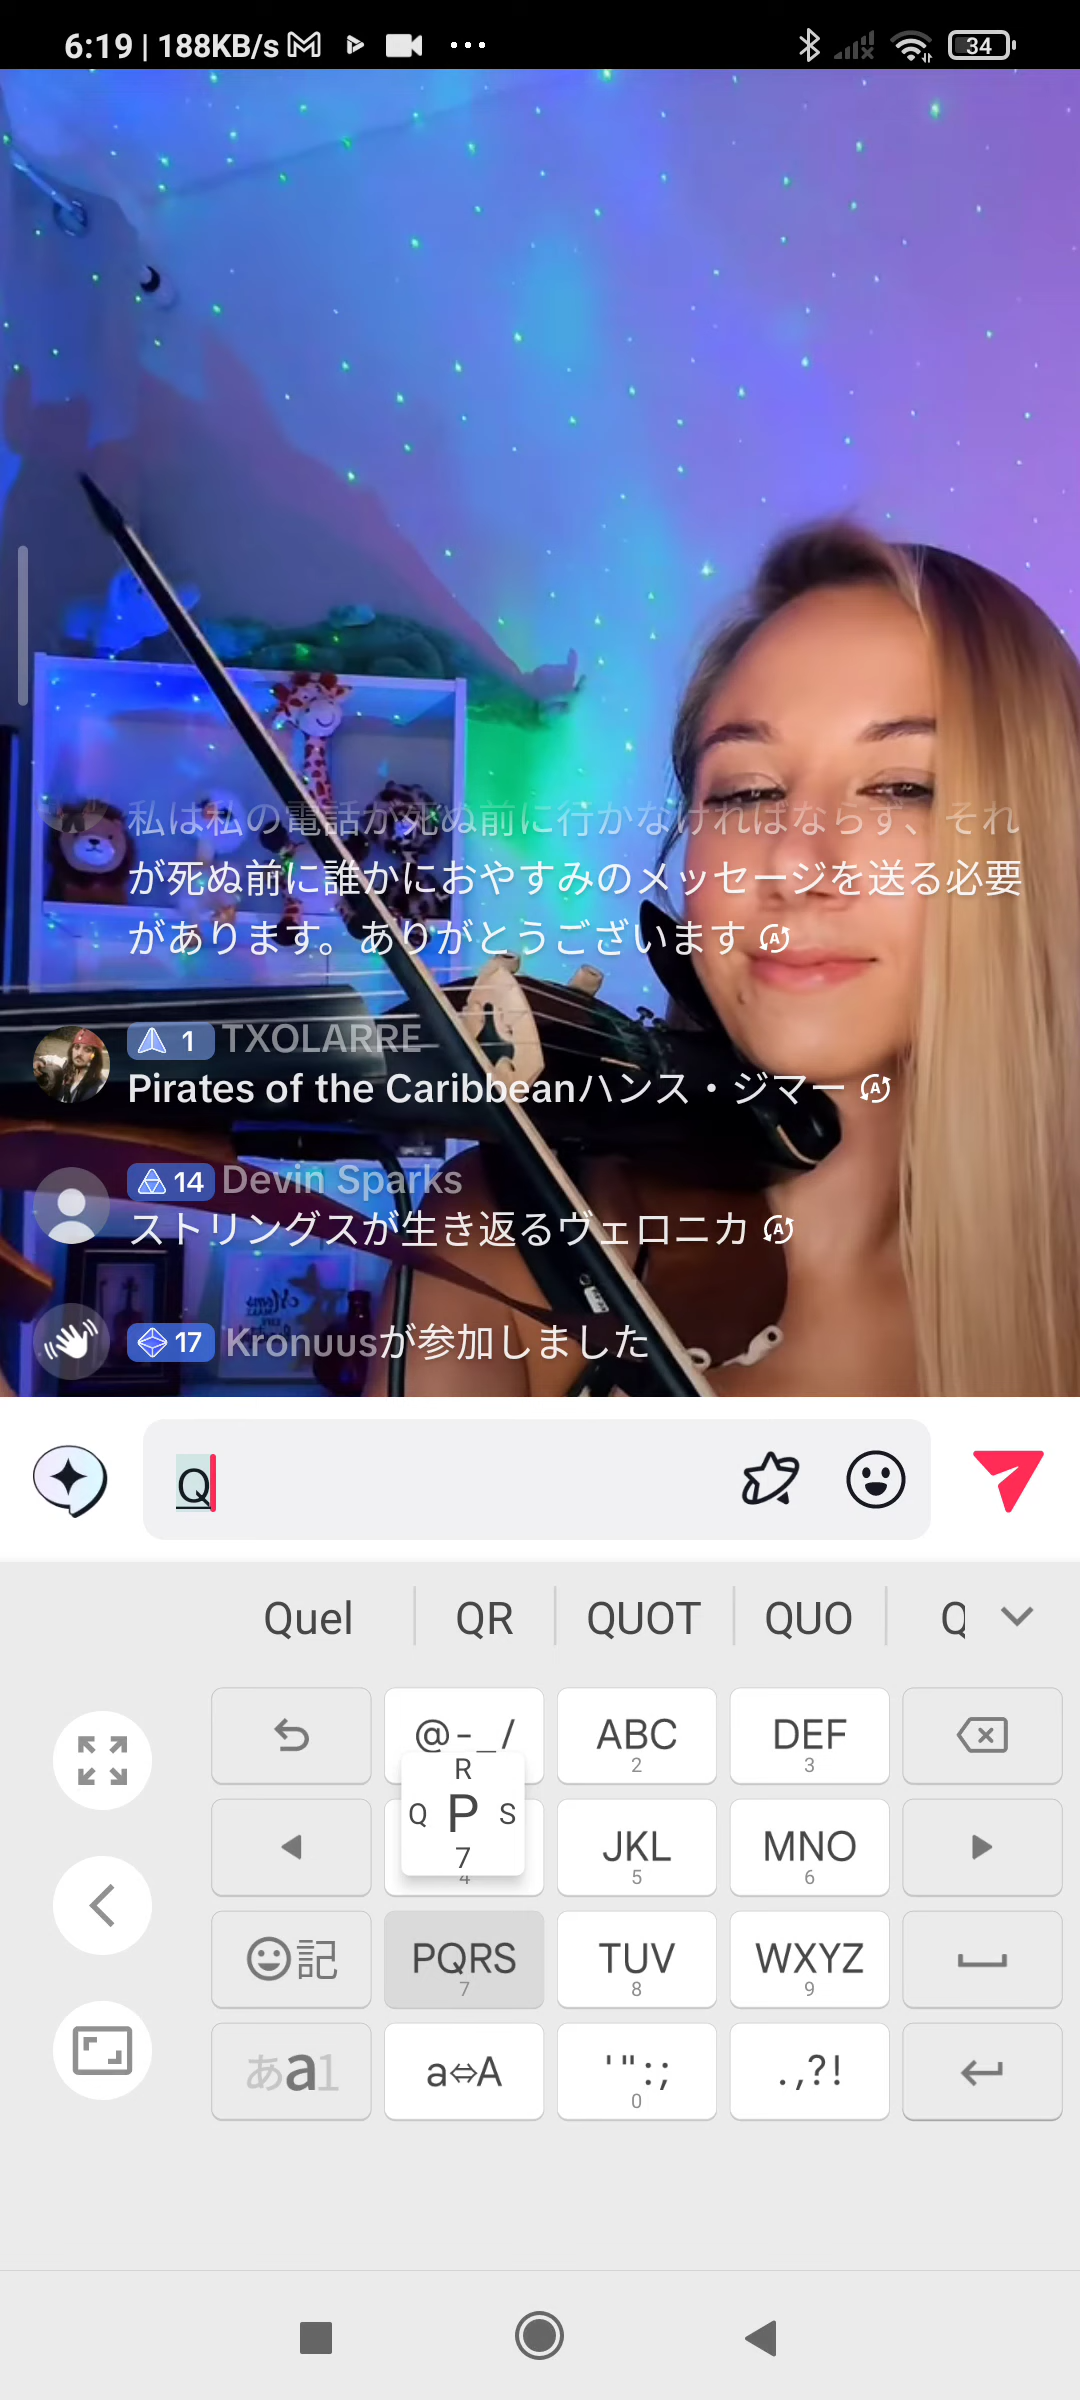 6:19 | 188KB/s
34
私は私の電話が死ぬ前に行かなければならず、それ
が死ぬ前に誰かにおやすみのメッセージを送る必要
があります。ありがとうございます
1 TXOLARRE
Pirates of the Caribbeanハンス・ジマー
14 Devin Sparks
ストリングスが生き返るヴェロニカ
17 Kronuusが参加しました
Q
Quel QR QUOT QUO Q
@-_/ ABC 2 DEF 3
R
Q P S
7
4 JKL 5 MNO 6
記 PQRS 7 TUV 8 WXYZ 9
あa1 a⇔A '":; 0 .,?!